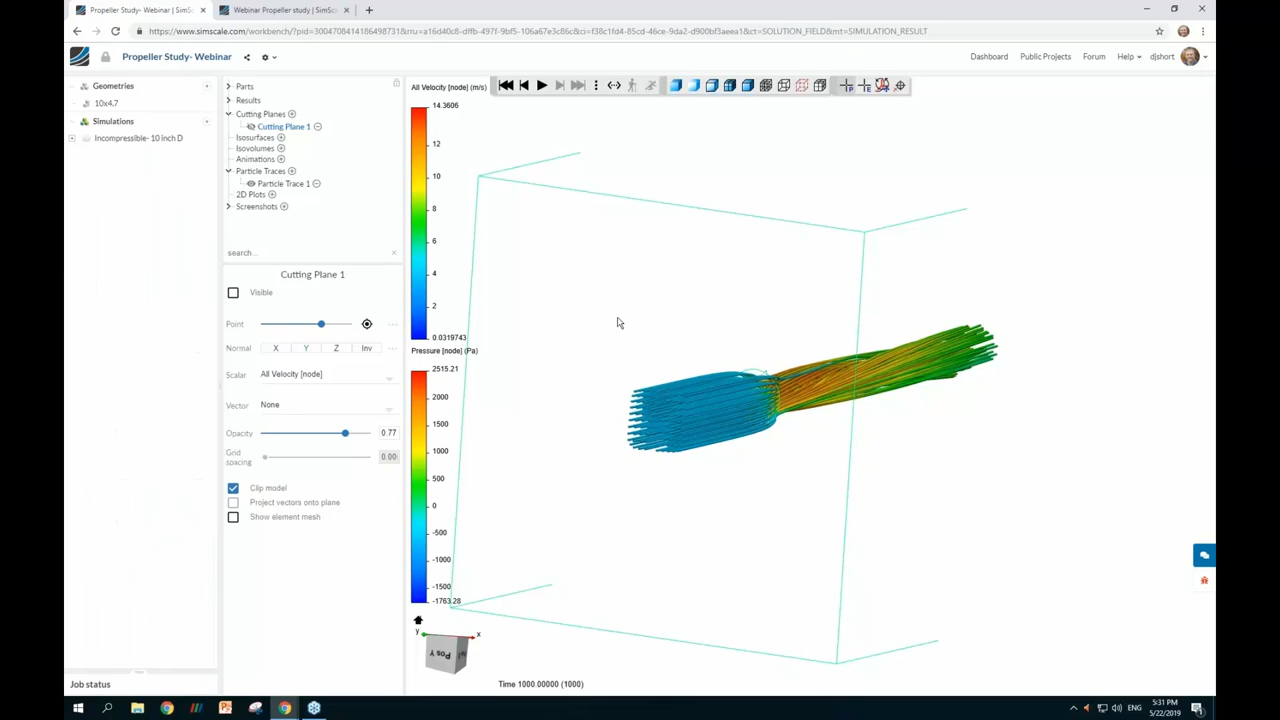 Propeller Study- Webinar | SimS
Webinar Propeller study | SimSc
https://www.simscale.com/workbench/?pid=3004708414186498731&rru=a16d40c8-dffb-497f-9bf5-106a67e3c86c&ci=f38c1fd4-85cd-46ce-9da2-d900bf3aeea1&ct=SOLUTION_FIELD&mt=SIMULATION_RESULT
Propeller Study- Webinar
Dashboard Public Projects Forum Help djshort
Geometries
10x4.7
Simulations
Incompressible- 10 inch D
Job status
Parts
Results
Cutting Planes
Cutting Plane 1
Isosurfaces
Isovolumes
Animations
Particle Traces
Particle Trace 1
2D Plots
Screenshots
search...
Cutting Plane 1
Visible
Point
Normal X Y Z Inv
Scalar All Velocity [node]
Vector None
Opacity 0.77
Grid spacing 0.00
Clip model
Project vectors onto plane
Show element mesh
All Velocity [node] (m/s)
14.3606
12
10
8
6
4
2
0.0319743
Pressure [node] (Pa)
2515.21
2000
1500
1000
500
0
-500
-1000
-1500
-1763.28
y x
Pos Y
Time 1000.00000 (1000)
ENG
5:31 PM
5/22/2019